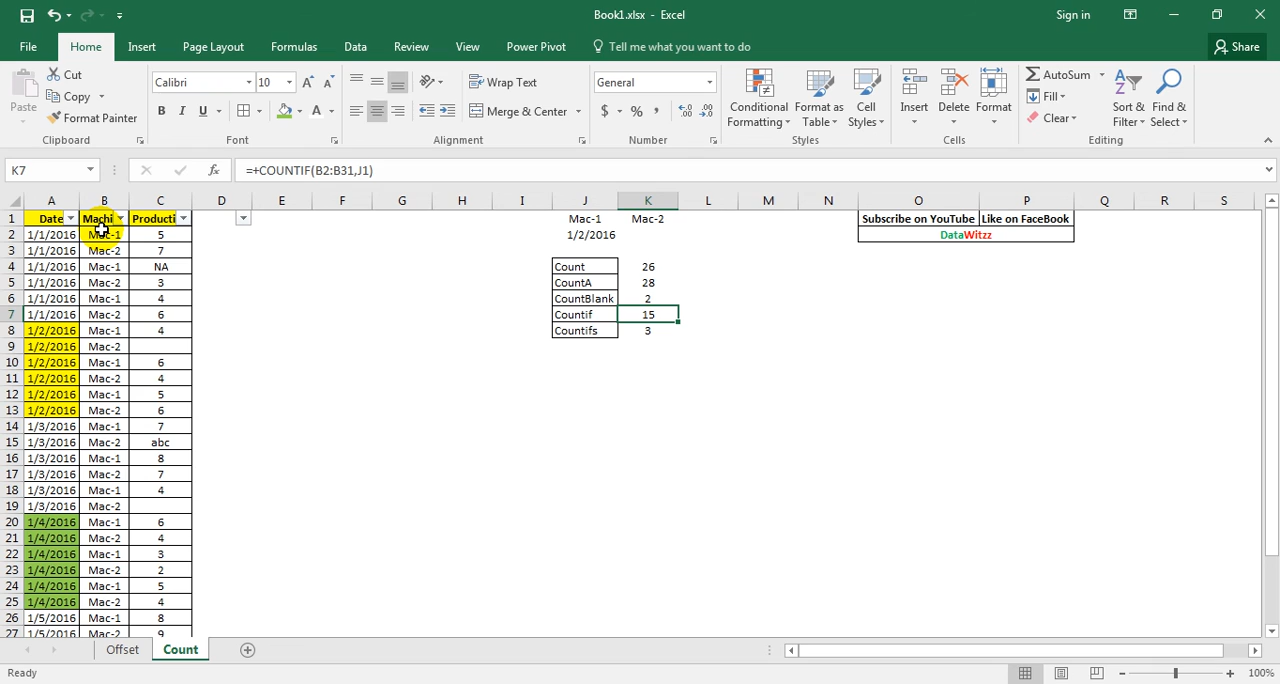 Book1.xlsx - Excel
Sign in
File Home Insert Page Layout Formulas Data Review View Power Pivot Tell me what you want to do Share
Paste Cut Copy Format Painter
Calibri 10
B I U
Wrap Text
Merge & Center
General
$ % ,
Conditional Formatting Format as Table Cell Styles
Insert Delete Format
AutoSum Fill Clear
Sort & Filter Find & Select
Clipboard Font Alignment Number Styles Cells Editing
K7 fx =+COUNTIF(B2:B31,J1)
A B C D E F G H I J K L M N O P Q R S
1 Date Machi Producti Mac-1 Mac-2 Subscribe on YouTube Like on FaceBook
2 1/1/2016 Mac-1 5 1/2/2016 DataWitzz
3 1/1/2016 Mac-2 7
4 1/1/2016 Mac-1 NA Count 26
5 1/1/2016 Mac-2 3 CountA 28
6 1/1/2016 Mac-1 4 CountBlank 2
7 1/1/2016 Mac-2 6 Countif 15
8 1/2/2016 Mac-1 4 Countifs 3
9 1/2/2016 Mac-2
10 1/2/2016 Mac-1 6
11 1/2/2016 Mac-2 4
12 1/2/2016 Mac-1 5
13 1/2/2016 Mac-2 6
14 1/3/2016 Mac-1 7
15 1/3/2016 Mac-2 abc
16 1/3/2016 Mac-1 8
17 1/3/2016 Mac-2 7
18 1/3/2016 Mac-1 4
19 1/3/2016 Mac-2
20 1/4/2016 Mac-1 6
21 1/4/2016 Mac-2 4
22 1/4/2016 Mac-1 3
23 1/4/2016 Mac-2 2
24 1/4/2016 Mac-1 5
25 1/4/2016 Mac-2 4
26 1/5/2016 Mac-1 8
27 1/5/2016 Mac-2 9
Offset Count
Ready 100%